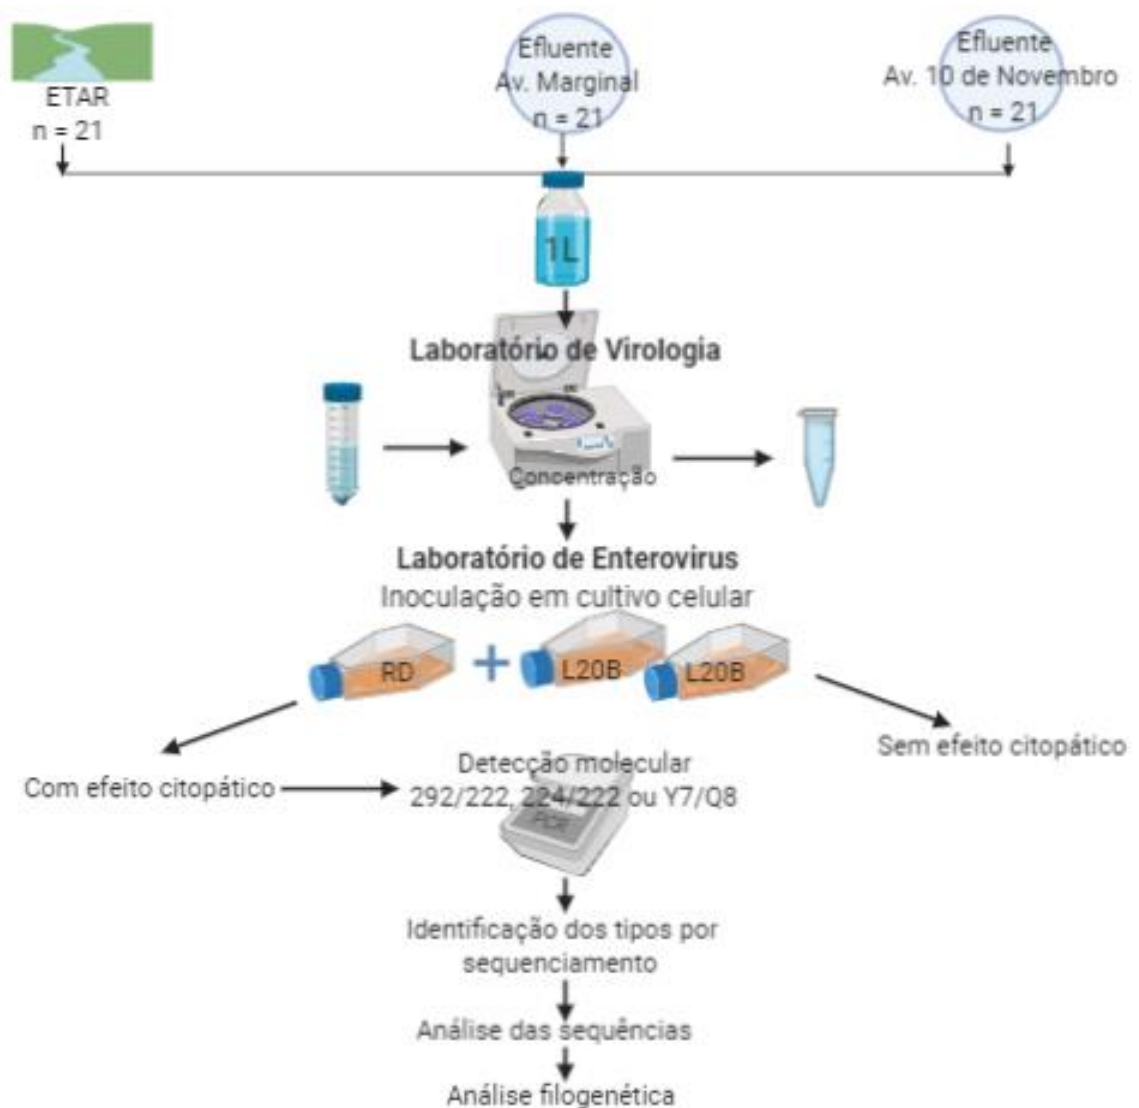 ETAR
n = 21
Efluente
Av. Marginal
n = 21
Efluente
Av. 10 de Novembro
n = 21
1L
Laboratório de Virologia
Concentração
Laboratório de Enterovirus
Inoculação em cultivo celular
RD
+
L20B
L20B
Sem efeito citopático
Com efeito citopático
Detecção molecular
292/222, 224/222 ou Y7/Q8
PCR
Identificação dos tipos por
sequenciamento
Análise das sequências
Análise filogenética